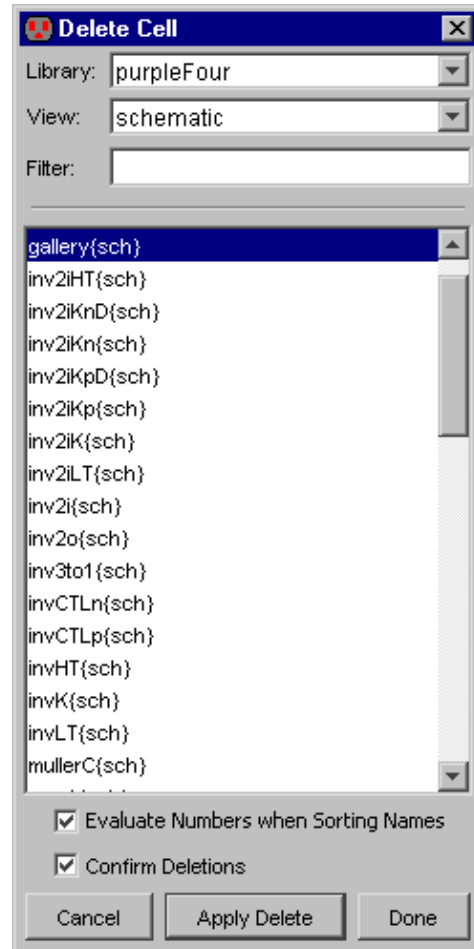 Delete Cell
Library: purpleFour
View: schematic
Filter:
gallery{sch}
inv2iHT{sch}
inv2iKnD{sch}
inv2iKn{sch}
inv2iKpD{sch}
inv2iKp{sch}
inv2iK{sch}
inv2iLT{sch}
inv2i{sch}
inv2o{sch}
inv3to1{sch}
invCTLn{sch}
invCTLp{sch}
invHT{sch}
invK{sch}
invLT{sch}
mullerC{sch}
Evaluate Numbers when Sorting Names
Confirm Deletions
Cancel Apply Delete Done